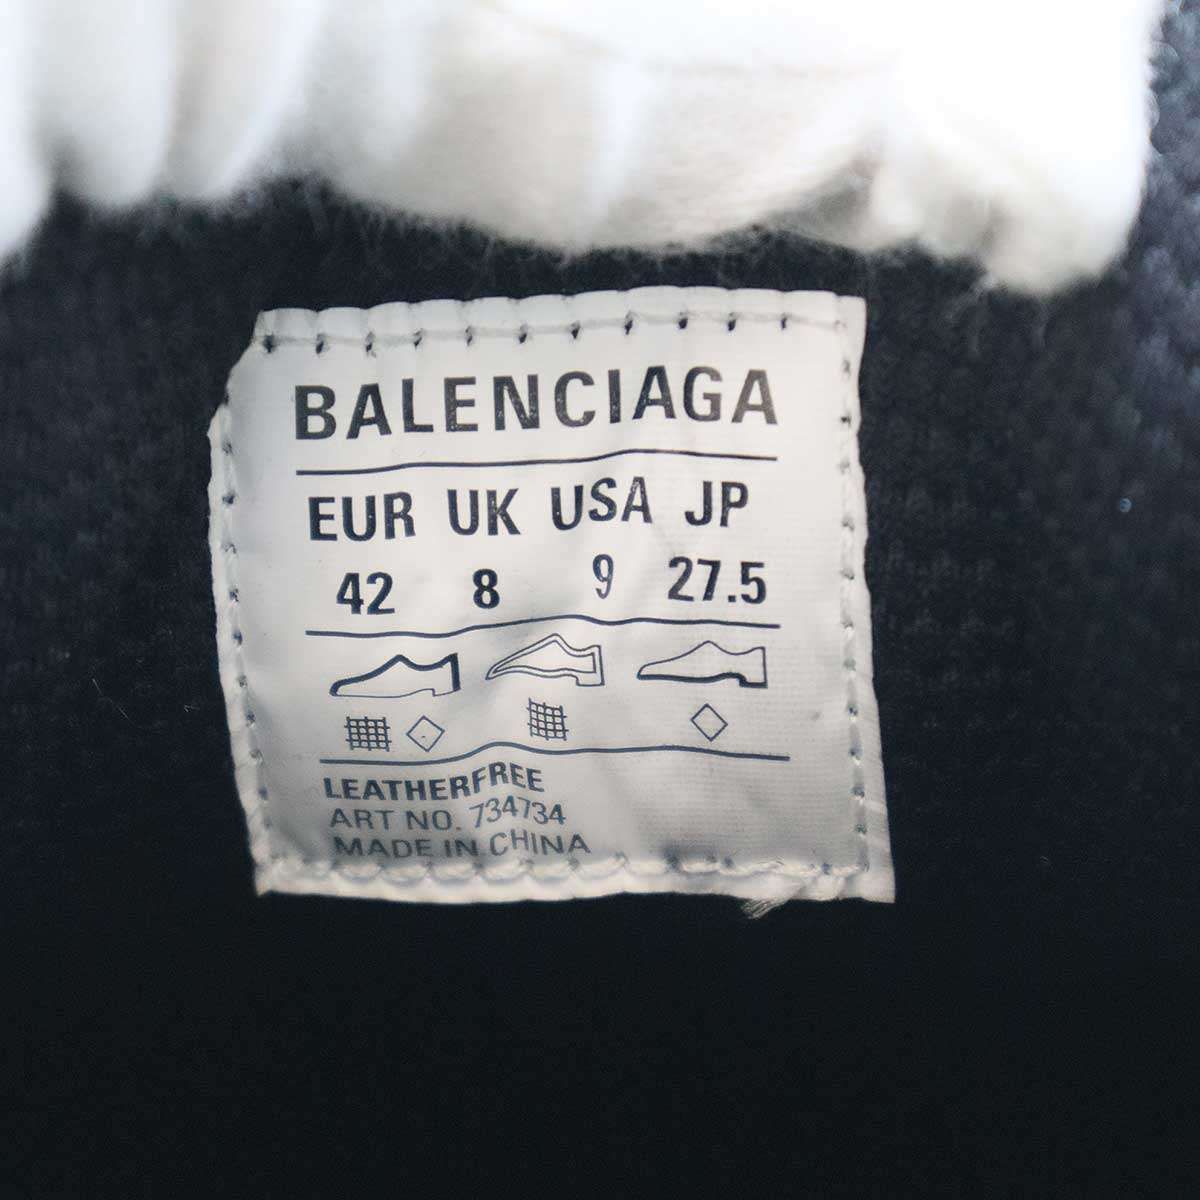 BALENCIAGA
EUR UK USA JP
42 8 9 27.5
LEATHERFREE
ART NO. 734734
MADE IN CHINA